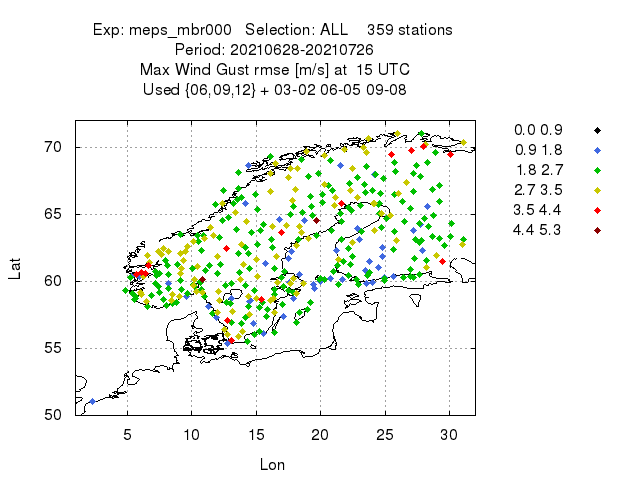 Exp: meps_mbr000 Selection: ALL 359 stations
Period: 20210628-20210726
Max Wind Gust rmse [m/s] at 15 UTC
Used {06,09,12} + 03-02 06-05 09-08
0.0 0.9
0.9 1.8
1.8 2.7
2.7 3.5
3.5 4.4
4.4 5.3
70
65
60
55
50
Lat
5 10 15 20 25 30
Lon